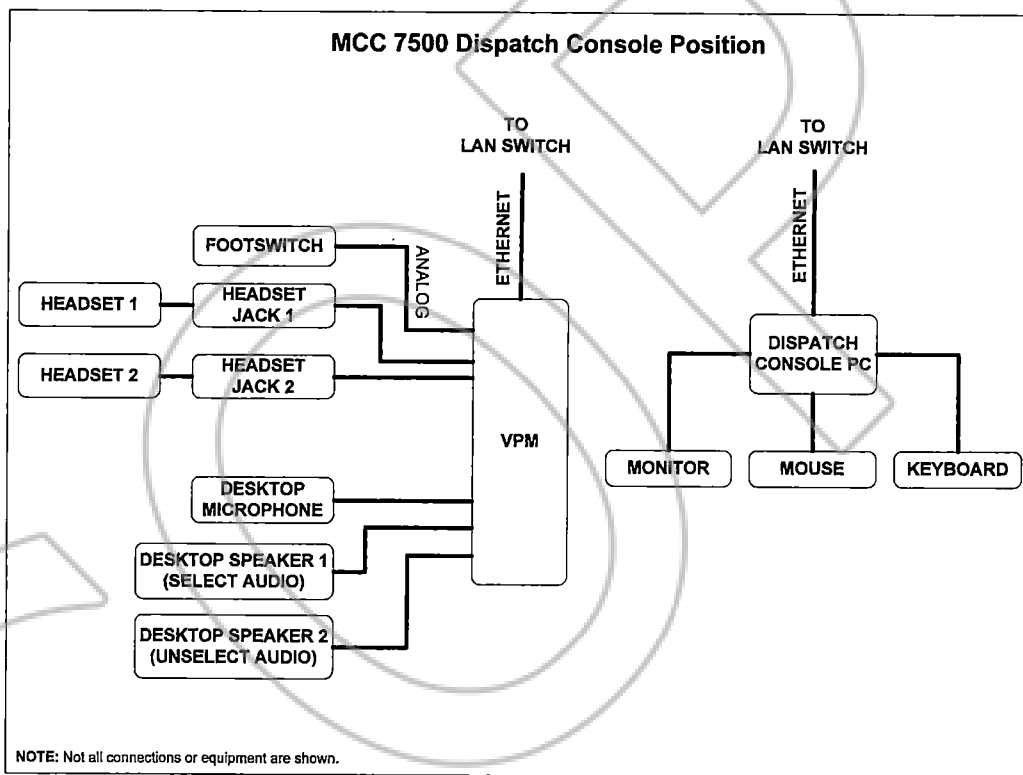 MCC 7500 Dispatch Console Position
TO
LAN SWITCH
TO
LAN SWITCH
ETHERNET
ETHERNET
ANALOG
FOOTSWITCH
HEADSET 1
HEADSET
JACK 1
HEADSET 2
HEADSET
JACK 2
VPM
DISPATCH
CONSOLE PC
MONITOR
MOUSE
KEYBOARD
DESKTOP
MICROPHONE
DESKTOP SPEAKER 1
(SELECT AUDIO)
DESKTOP SPEAKER 2
(UNSELECT AUDIO)
NOTE: Not all connections or equipment are shown.